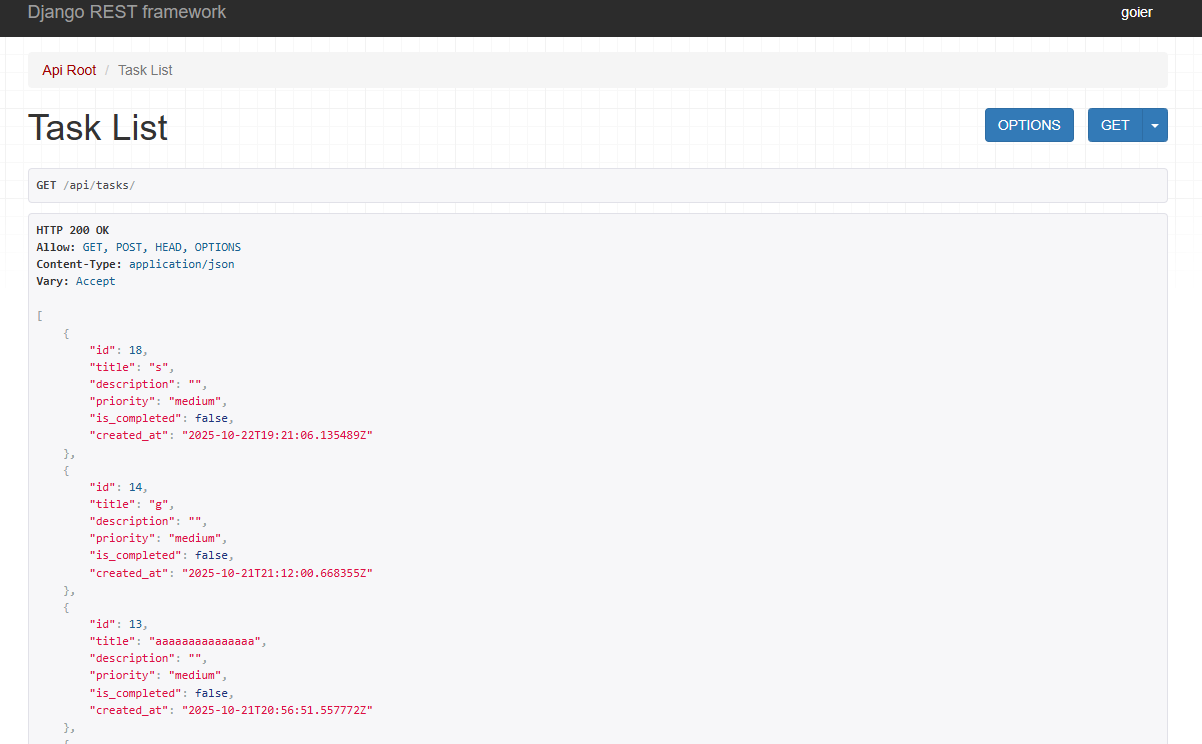 Django REST framework
goier
Api Root / Task List
Task List
OPTIONS
GET
GET /api/tasks/
HTTP 200 OK
Allow: GET, POST, HEAD, OPTIONS
Content-Type: application/json
Vary: Accept
[
    {
        "id": 18,
        "title": "s",
        "description": "",
        "priority": "medium",
        "is_completed": false,
        "created_at": "2025-10-22T19:21:06.135489Z"
    },
    {
        "id": 14,
        "title": "g",
        "description": "",
        "priority": "medium",
        "is_completed": false,
        "created_at": "2025-10-21T21:12:00.668355Z"
    },
    {
        "id": 13,
        "title": "aaaaaaaaaaaaaaa",
        "description": "",
        "priority": "medium",
        "is_completed": false,
        "created_at": "2025-10-21T20:56:51.557772Z"
    },
    {